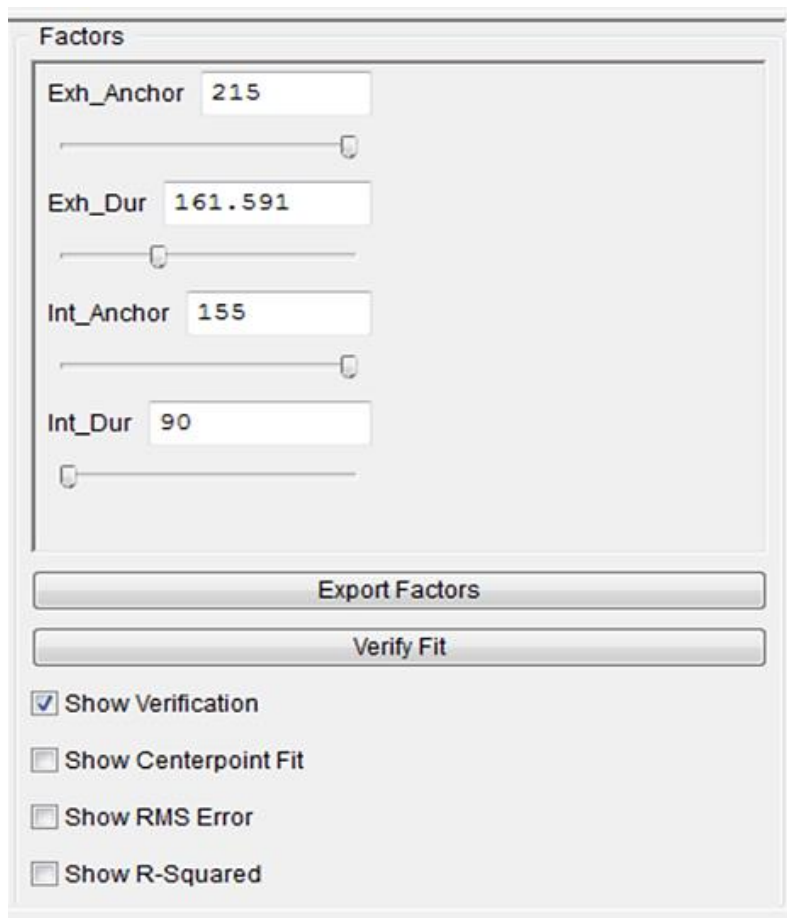 Factors
Exh_Anchor 215
Exh_Dur 161.591
Int_Anchor 155
Int_Dur 90
Export Factors
Verify Fit
Show Verification
Show Centerpoint Fit
Show RMS Error
Show R-Squared